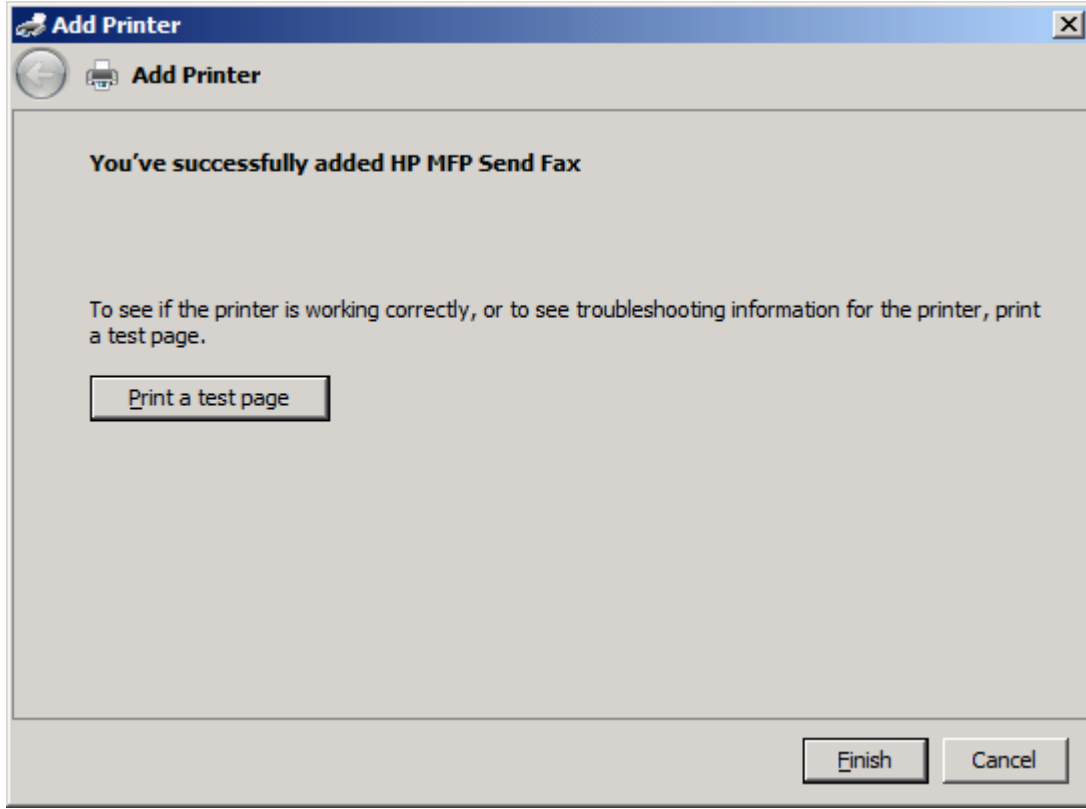 Add Printer
Add Printer
You've successfully added HP MFP Send Fax
To see if the printer is working correctly, or to see troubleshooting information for the printer, print
a test page.
Print a test page
Finish
Cancel